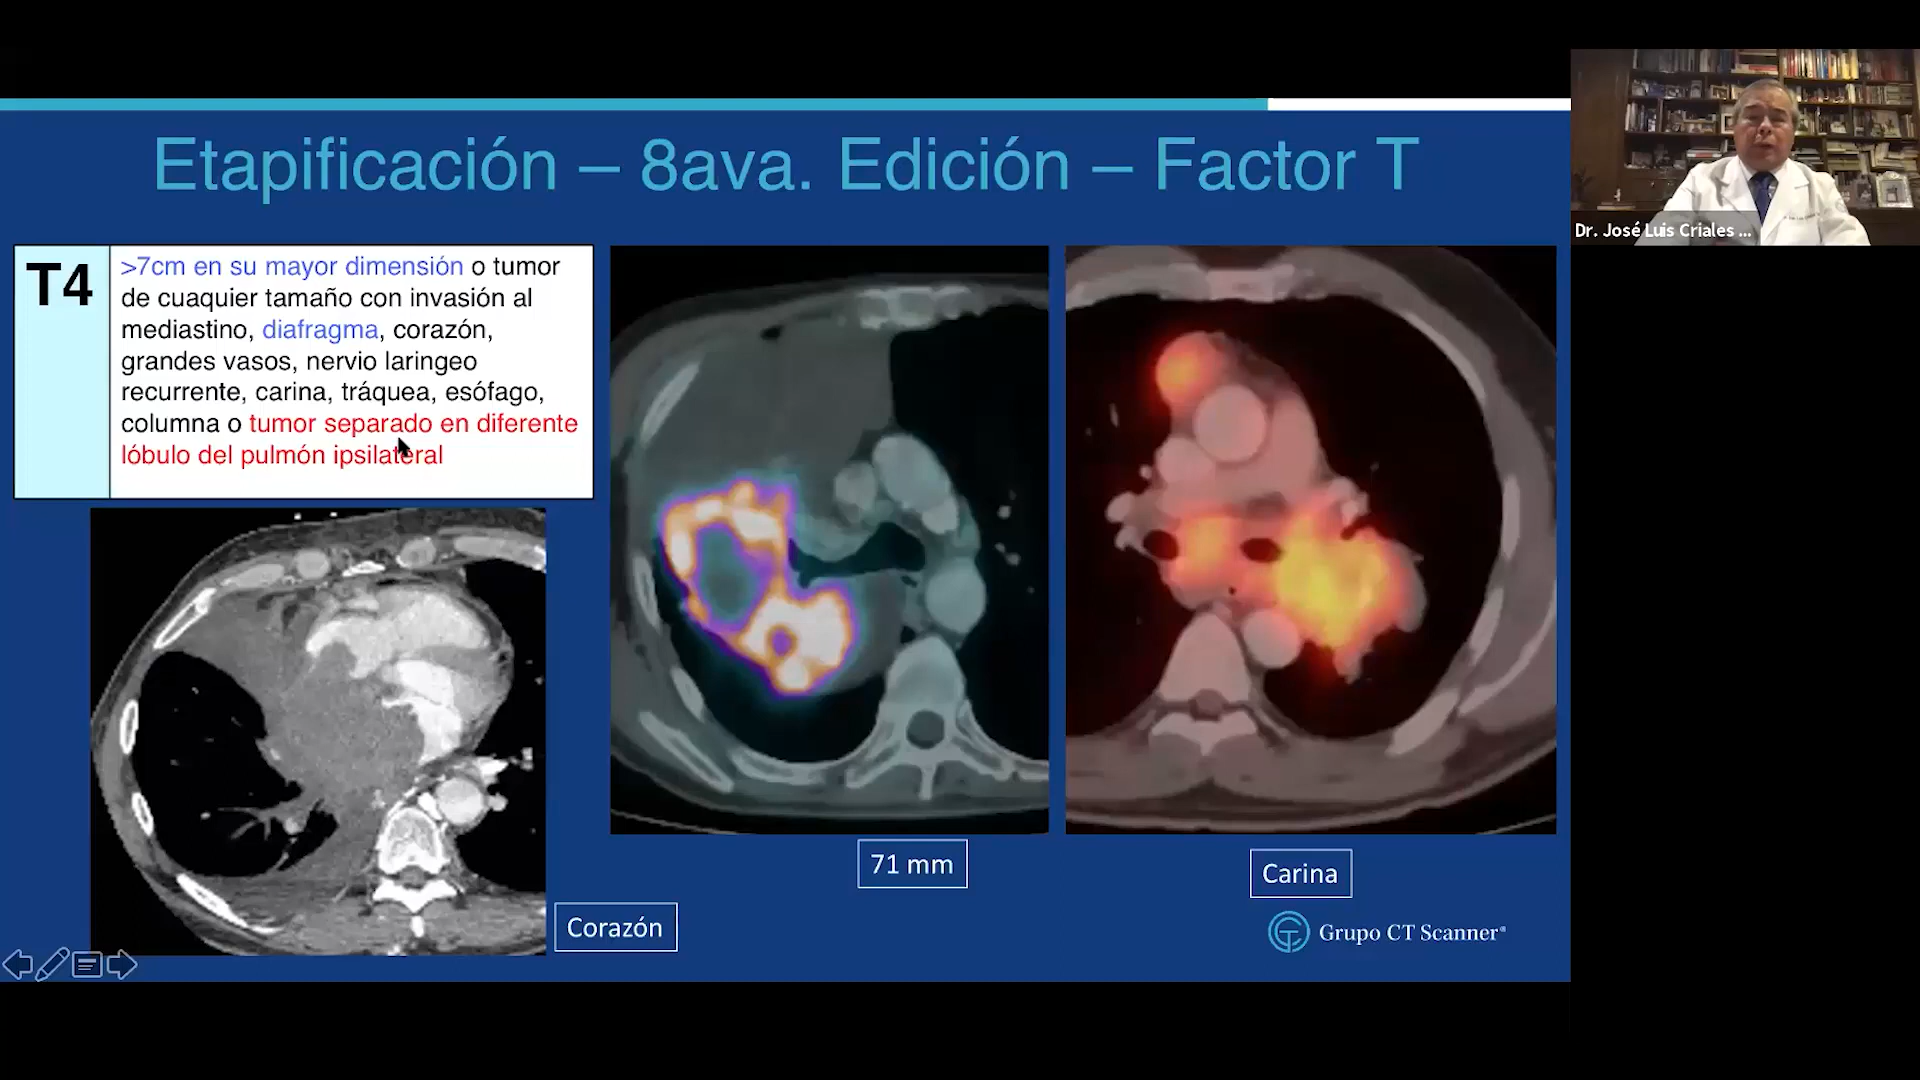 Etapificación – 8ava. Edición – Factor T
T4
>7cm en su mayor dimensión o tumor
de cuaquier tamaño con invasión al
mediastino, diafragma, corazón,
grandes vasos, nervio laringeo
recurrente, carina, tráquea, esófago,
columna o tumor separado en diferente
lóbulo del pulmón ipsilateral
Corazón
71 mm
Carina
Grupo CT Scanner
Dr. José Luis Criales ...